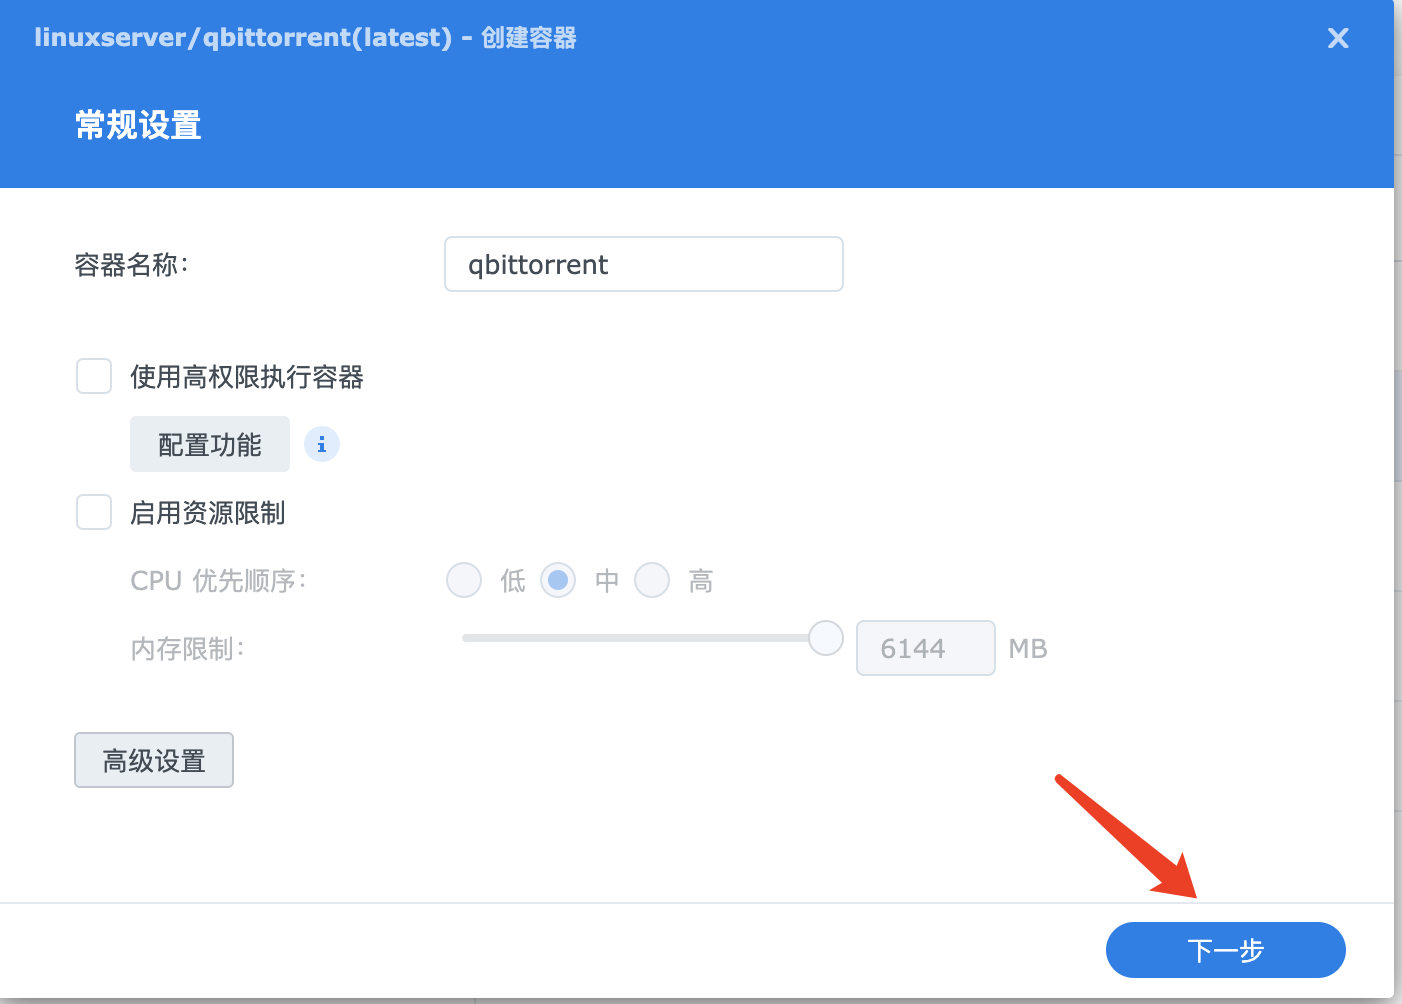 linuxserver/qbittorrent(latest) - 创建容器
常规设置
容器名称:
qbittorrent
使用高权限执行容器
配置功能
启用资源限制
CPU 优先顺序: 低 中 高
内存限制: 6144 MB
高级设置
下一步